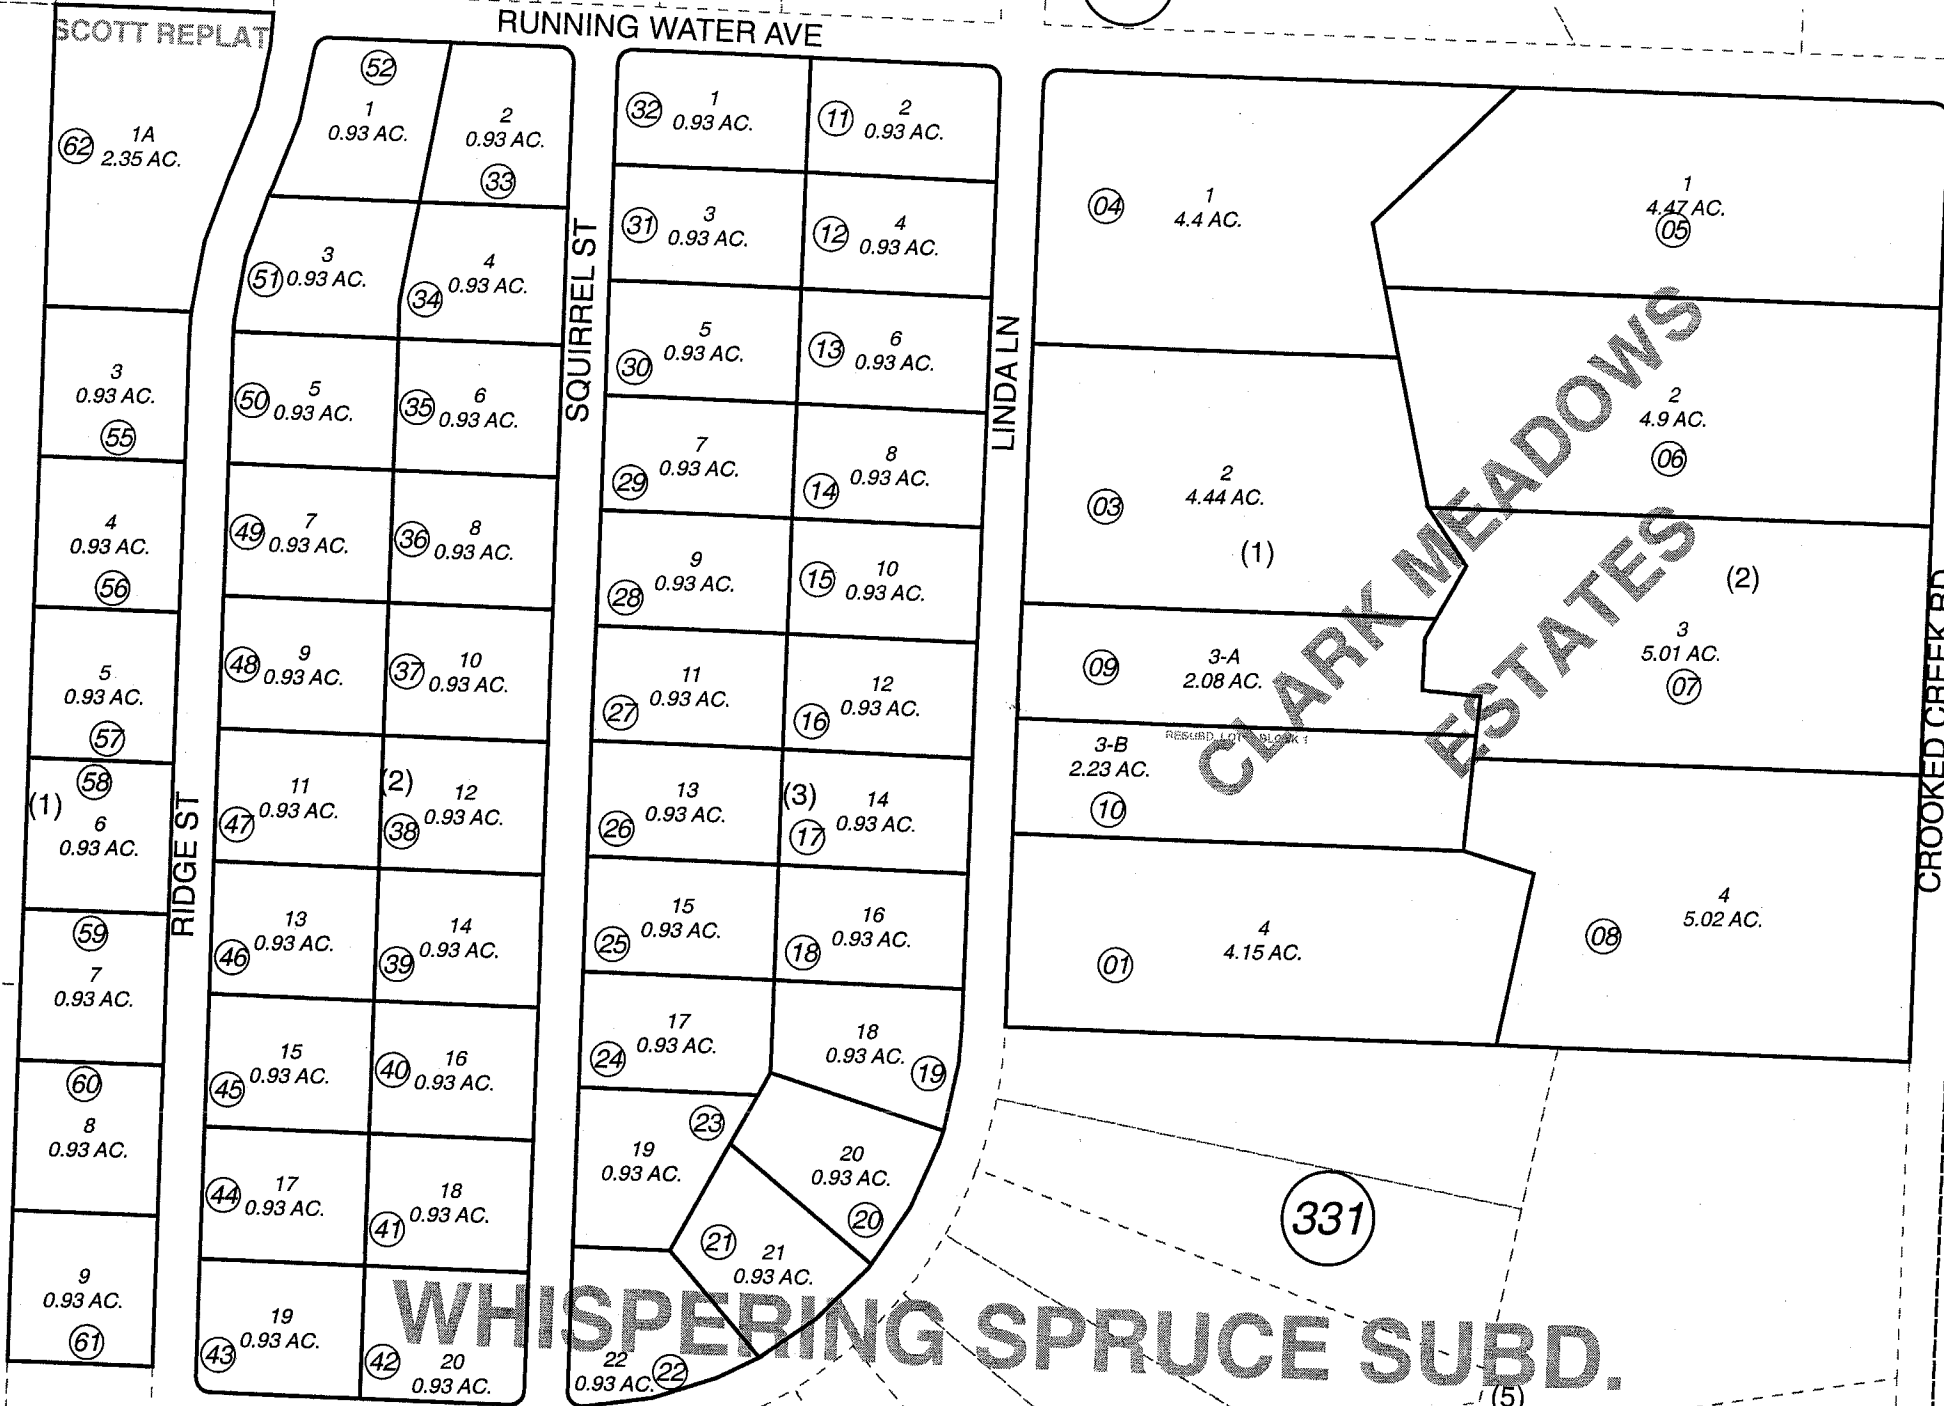 SCOTT REPLAT
RUNNING WATER AVE
62
1A
2.35 AC.
3
0.93 AC.
55
4
0.93 AC.
56
5
0.93 AC.
57
58
(1)
6
0.93 AC.
59
7
0.93 AC.
60
8
0.93 AC.
9
0.93 AC.
61
RIDGE ST
52
1
0.93 AC.
2
0.93 AC.
33
3
51
0.93 AC.
4
0.93 AC.
34
5
50
0.93 AC.
6
35
0.93 AC.
7
49
0.93 AC.
8
36
0.93 AC.
9
48
0.93 AC.
10
37
0.93 AC.
11
0.93 AC.
47
(2)
12
0.93 AC.
38
13
0.93 AC.
46
14
0.93 AC.
39
15
0.93 AC.
45
16
40
0.93 AC.
17
44
0.93 AC.
18
0.93 AC.
41
19
0.93 AC.
43
42
20
0.93 AC.
SQUIRREL ST
32
1
0.93 AC.
11
2
0.93 AC.
31
3
0.93 AC.
12
4
0.93 AC.
5
0.93 AC.
30
13
6
0.93 AC.
7
0.93 AC.
29
8
0.93 AC.
14
9
0.93 AC.
28
15
10
0.93 AC.
11
0.93 AC.
27
12
0.93 AC.
16
13
0.93 AC.
26
(3)
14
0.93 AC.
17
15
0.93 AC.
25
16
0.93 AC.
18
17
0.93 AC.
24
18
0.93 AC.
19
23
19
0.93 AC.
20
0.93 AC.
20
21
21
0.93 AC.
22
0.93 AC.
22
LINDA LN
04
1
4.4 AC.
1
4.47 AC.
05
2
4.9 AC.
06
03
2
4.44 AC.
(1)
(2)
3
5.01 AC.
07
09
3-A
2.08 AC.
3-B
2.23 AC.
10
4
4.15 AC.
01
4
5.02 AC.
08
CLARK MEADOWS
ESTATES
CROOKED CREEK RD
331
WHISPERING SPRUCE SUBD.
(5)